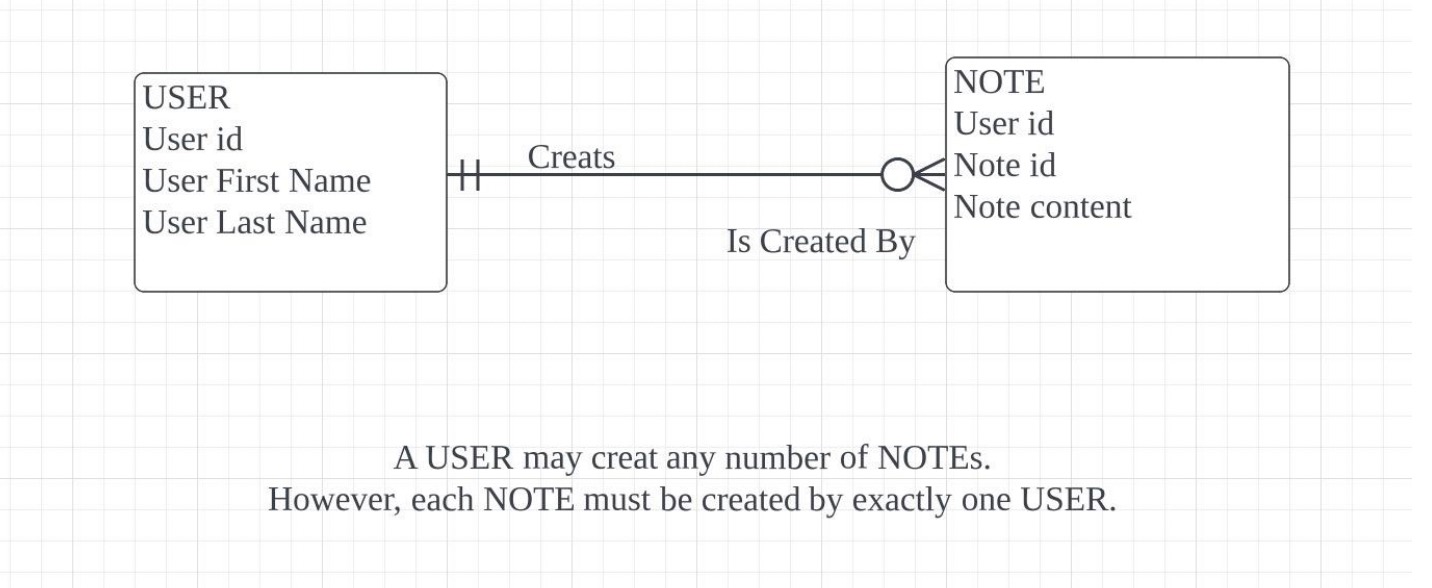 USER
User id
User First Name
User Last Name
Creats
Is Created By
NOTE
User id
Note id
Note content
A USER may creat any number of NOTEs.
However, each NOTE must be created by exactly one USER.